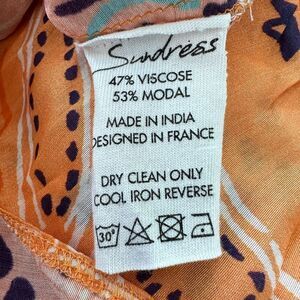 Sundress
47% VISCOSE
53% MODAL
MADE IN INDIA
DESIGNED IN FRANCE
DRY CLEAN ONLY
COOL IRON REVERSE
30°